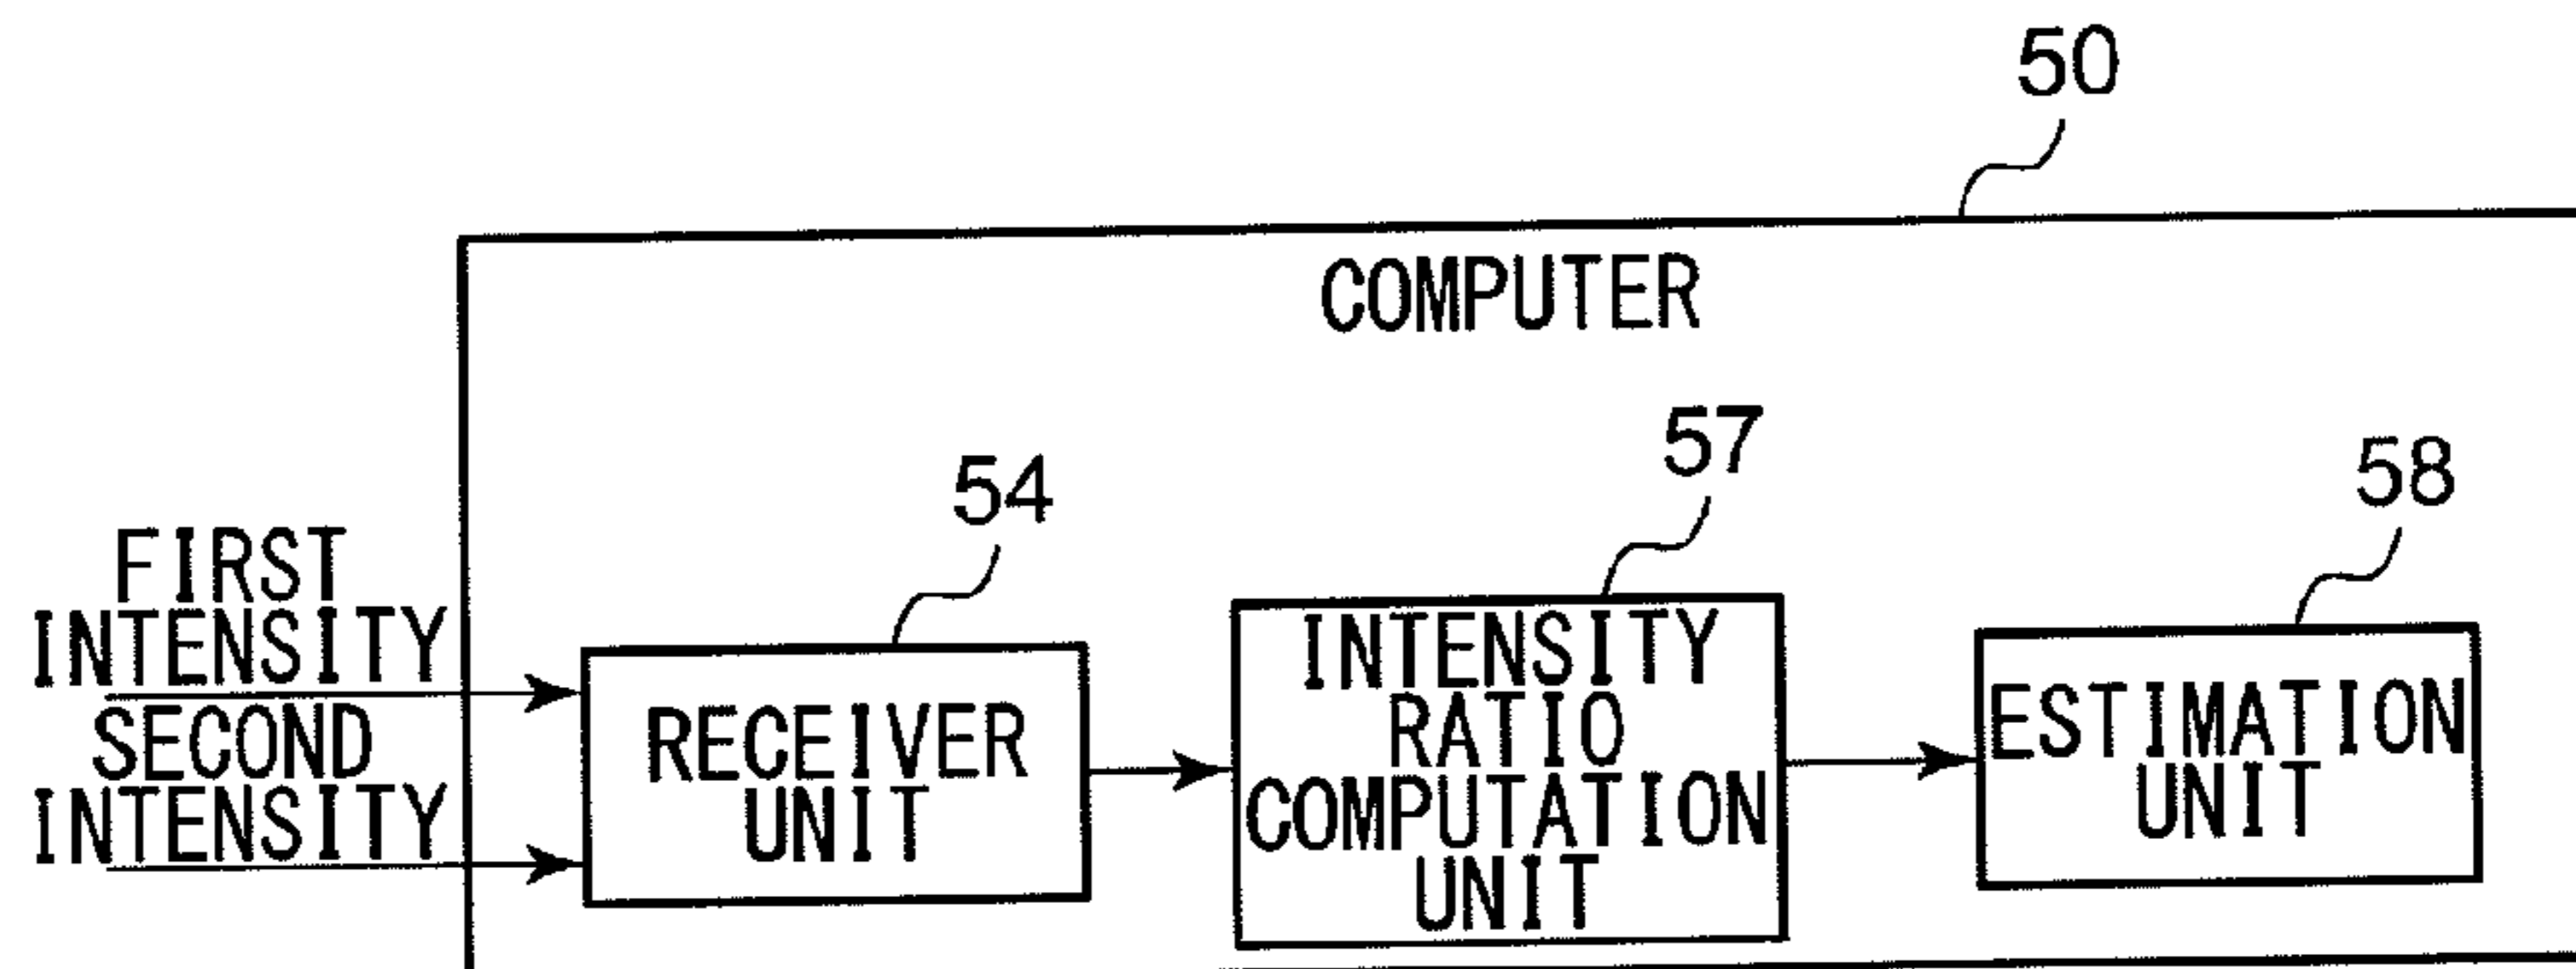 50
COMPUTER
57
58
54
FIRST
INTENSITY
SECOND
INTENSITY
RECEIVER
UNIT
INTENSITY
RATIO
COMPUTATION
UNIT
ESTIMATION
UNIT